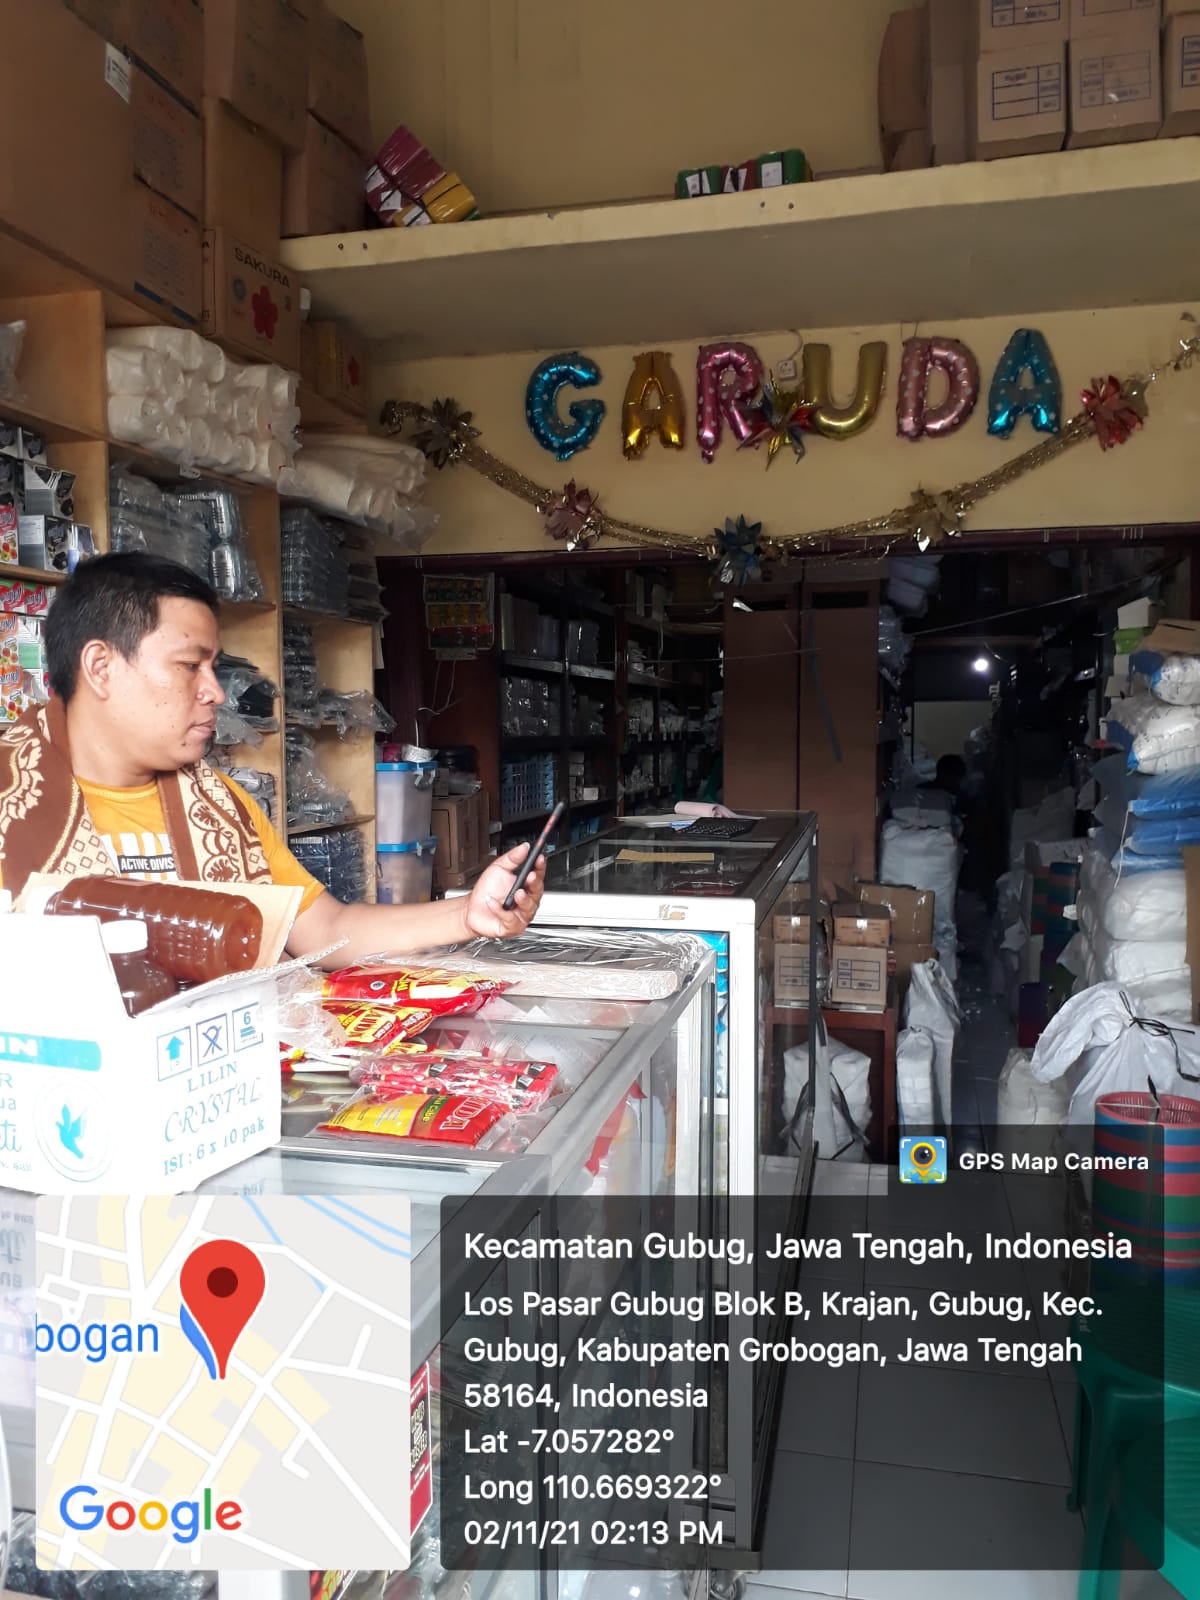 SAKURA
GARUDA
ACTIVE DIVIS
6
LILIN
CRYSTAL
ISI : 6 x 10 pak
GPS Map Camera
Kecamatan Gubug, Jawa Tengah, Indonesia
Los Pasar Gubug Blok B, Krajan, Gubug, Kec.
Gubug, Kabupaten Grobogan, Jawa Tengah
58164, Indonesia
Lat -7.057282°
Long 110.669322°
02/11/21 02:13 PM
bogan
Google